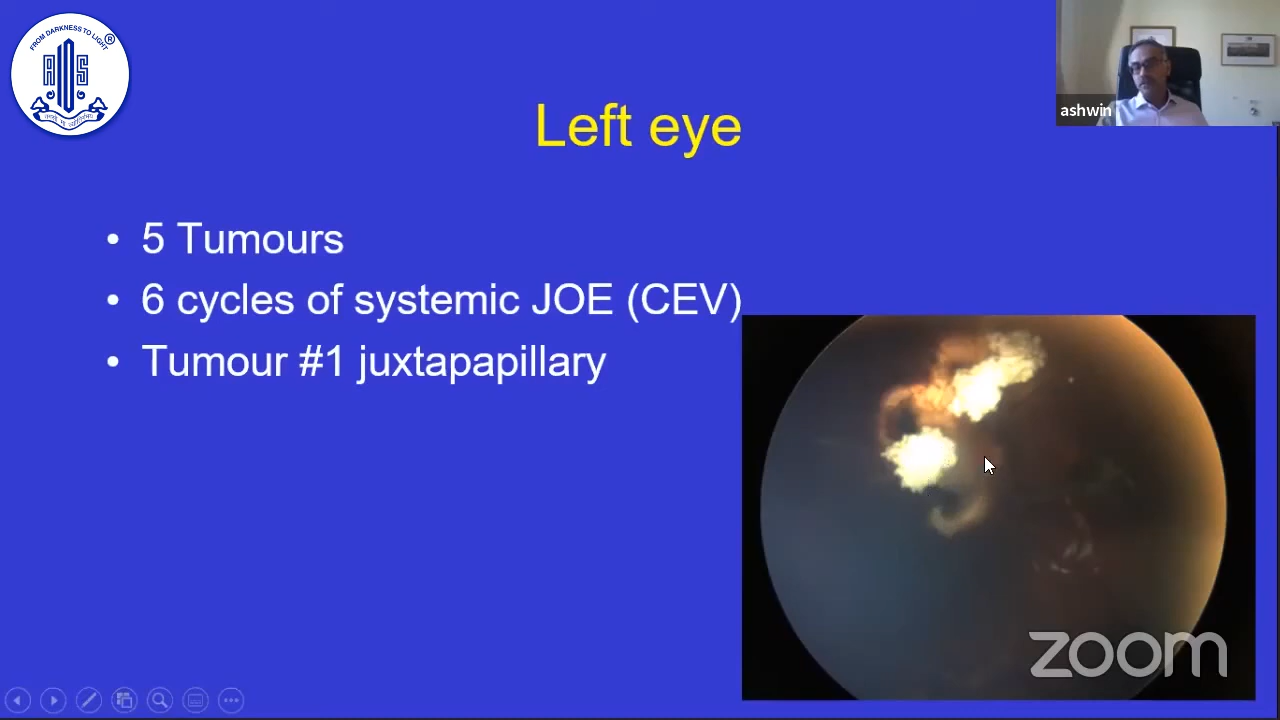 FROM DARKNESS TO LIGHT
®
AIOS
ashwin
Left eye
• 5 Tumours
• 6 cycles of systemic JOE (CEV)
• Tumour #1 juxtapapillary
zoom